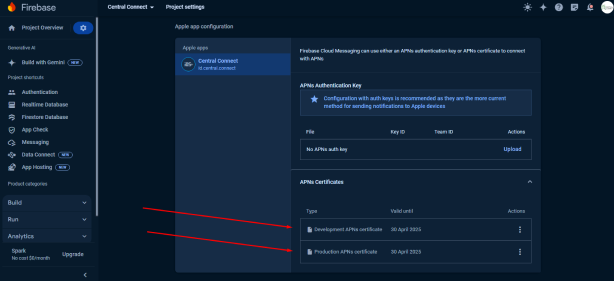 Firebase
Central Connect
Project settings
Project Overview
Generative AI
Build with Gemini NEW
Project shortcuts
Authentication
Realtime Database
Firestore Database
App Check
Messaging
Data Connect NEW
App Hosting NEW
Product categories
Build
Run
Analytics
Spark
No cost $0/month
Upgrade
Apple app configuration
Apple apps
Central Connect
id.central.connect
Firebase Cloud Messaging can use either an APNs authentication key or APNs certificate to connect
with APNs
APNs Authentication Key
Configuration with auth keys is recommended as they are the more current
method for sending notifications to Apple devices
File Key ID Team ID Actions
No APNs auth key Upload
APNs Certificates
Type Valid until Actions
Development APNs certificate 30 April 2025
Production APNs certificate 30 April 2025